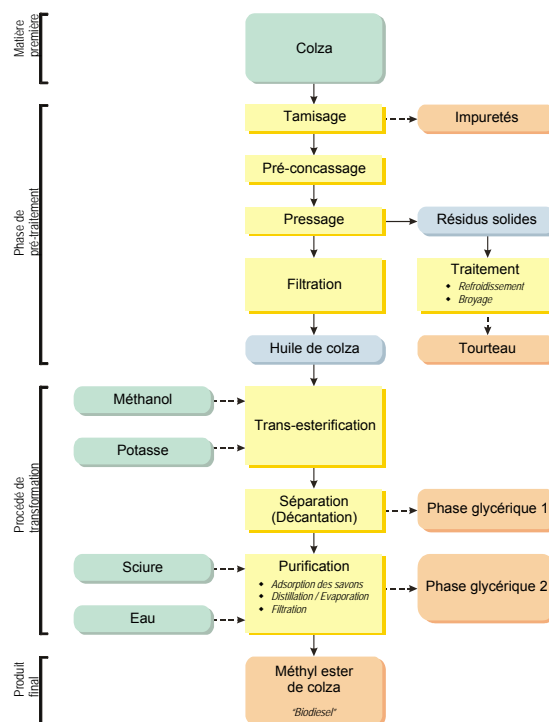 Matière
première
Colza
Phase de
pré-traitement
Tamisage
Impuretés
Pré-concassage
Pressage
Résidus solides
Filtration
Traitement
Refroidissement
Broyage
Huile de colza
Tourteau
Procédé de
transformation
Méthanol
Potasse
Trans-esterification
Séparation
(Décantation)
Phase glycérique 1
Sciure
Eau
Purification
Adsorption des savons
Distillation / Evaporation
Filtration
Phase glycérique 2
Produit
final
Méthyl ester
de colza
"Biodiesel"